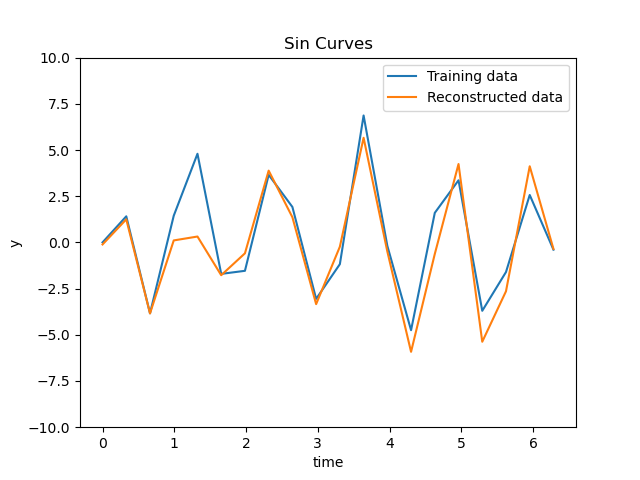 Sin Curves
Training data
Reconstructed data
10.0
7.5
5.0
2.5
0.0
−2.5
−5.0
−7.5
−10.0
y
0 1 2 3 4 5 6
time